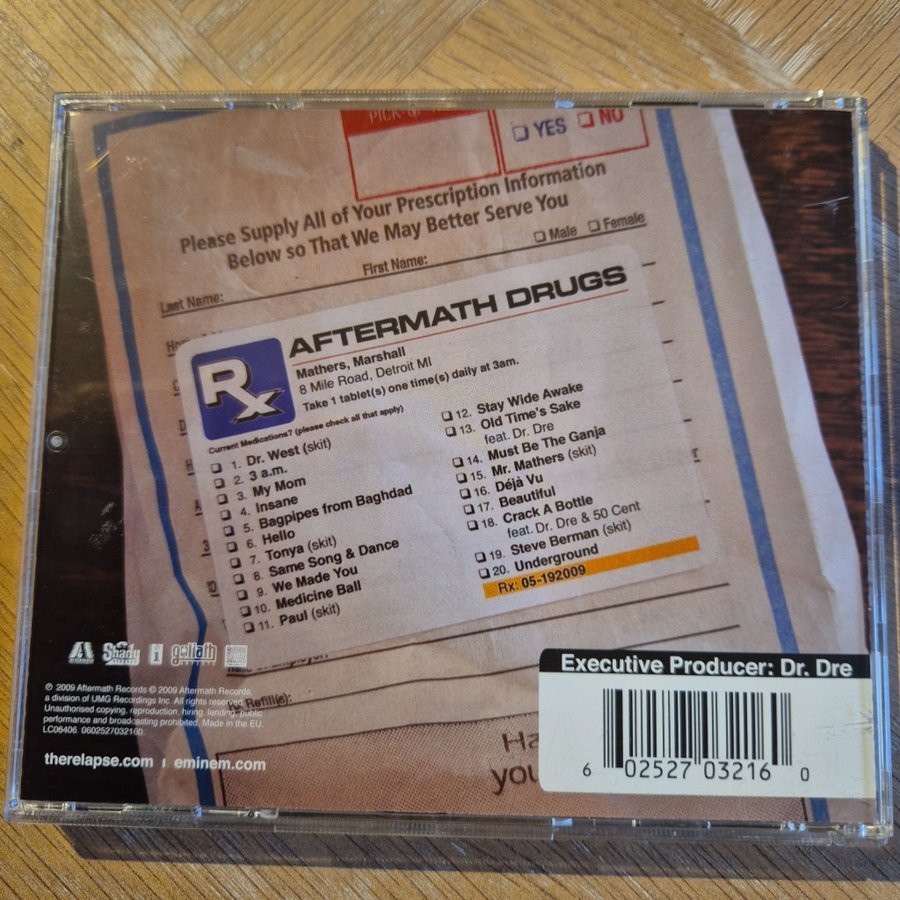 PICK-UP
YES NO
Please Supply All of Your Prescription Information
Below so That We May Better Serve You
Male Female
Last Name: First Name:
AFTERMATH DRUGS
Rx
Mathers, Marshall
8 Mile Road, Detroit MI
Take 1 tablet(s) one time(s) daily at 3am.
Current Medications? (please check all that apply)
1. Dr. West (skit)
2. 3 a.m.
3. My Mom
4. Insane
5. Bagpipes from Baghdad
6. Hello
7. Tonya (skit)
8. Same Song & Dance
9. We Made You
10. Medicine Ball
11. Paul (skit)
12. Stay Wide Awake
13. Old Time's Sake
feat. Dr. Dre
14. Must Be The Ganja
15. Mr. Mathers (skit)
16. Déjà Vu
17. Beautiful
18. Crack A Bottle
feat. Dr. Dre & 50 Cent
19. Steve Berman (skit)
20. Underground
Rx: 05-192009
AFTERMATH Shady goliath
Refill(s):
℗ 2009 Aftermath Records © 2009 Aftermath Records,
a division of UMG Recordings Inc. All rights reserved.
Unauthorised copying, reproduction, hiring, lending, public
performance and broadcasting prohibited. Made in the EU.
LC06406. 0602527032160
therelapse.com | eminem.com
Ha
you
Executive Producer: Dr. Dre
6 02527 03216 0